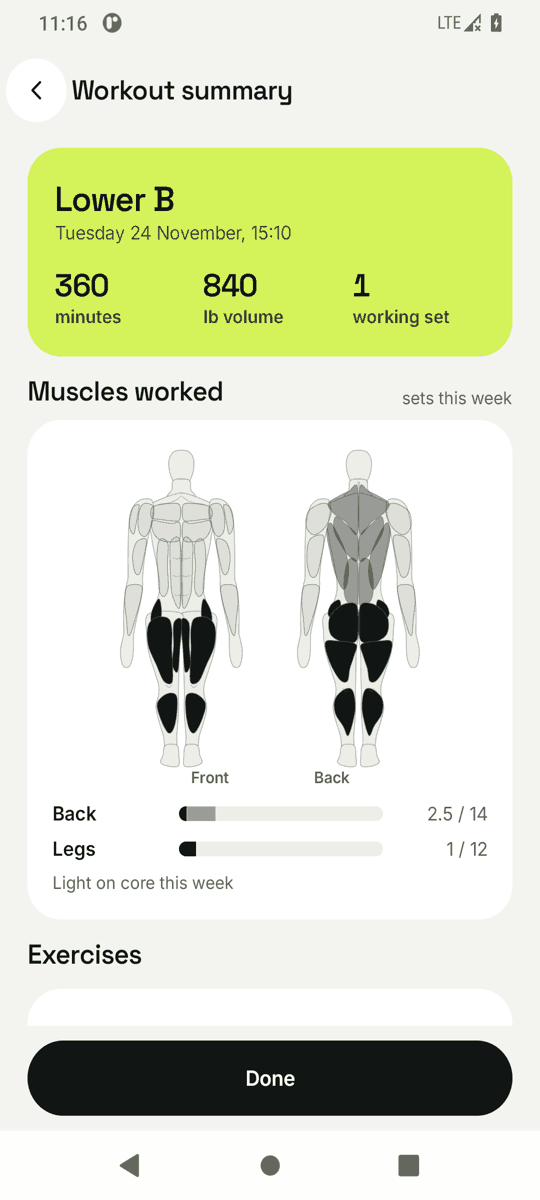 11:16
LTE
Workout summary
Lower B
Tuesday 24 November, 15:10
360 840 1
minutes lb volume working set
Muscles worked sets this week
Front Back
Back 2.5 / 14
Legs 1 / 12
Light on core this week
Exercises
Done